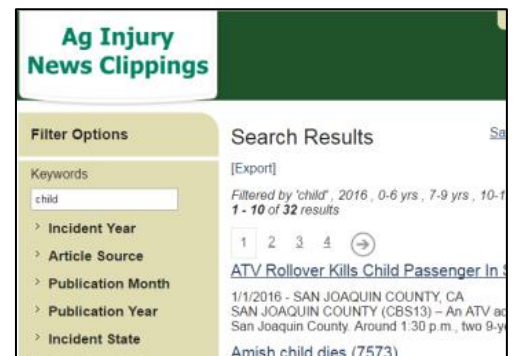 Ag Injury
News Clippings
Filter Options
Keywords
child
Incident Year
Article Source
Publication Month
Publication Year
Incident State
Search Results
[Export]
Filtered by 'child' , 2016 , 0-6 yrs , 7-9 yrs ,
1 - 10 of 32 results
1 2 3 4
ATV Rollover Kills Child Passenger In
1/1/2016 - SAN JOAQUIN COUNTY, CA
SAN JOAQUIN COUNTY (CBS13) – An ATV
San Joaquin County. Around 1:30 p.m., two
Amish child dies (7573)